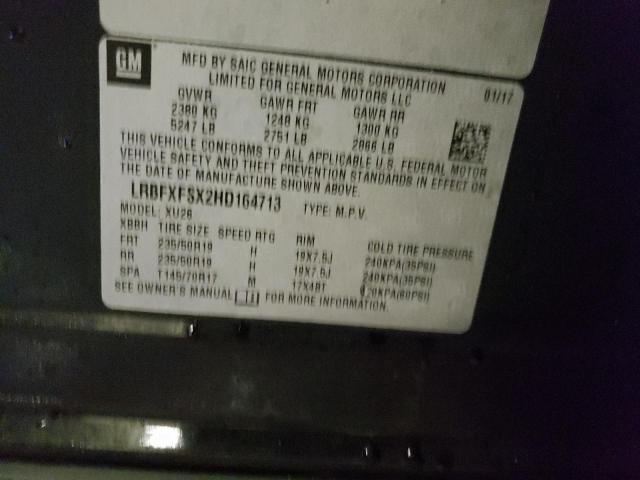 GM
MFD BY SAIC GENERAL MOTORS CORPORATION
LIMITED FOR GENERAL MOTORS LLC
01/17
GVWR GAWR FRT GAWR RR
2380 KG 1248 KG 1300 KG
5247 LB 2751 LB 2866 LB
THIS VEHICLE CONFORMS TO ALL APPLICABLE U.S. FEDERAL MOTOR
VEHICLE SAFETY AND THEFT PREVENTION STANDARDS IN EFFECT ON
THE DATE OF MANUFACTURE SHOWN ABOVE.
LRBFXFSX2HD164713 TYPE: M.P.V.
MODEL: XU26
XBBH TIRE SIZE SPEED RTG RIM COLD TIRE PRESSURE
FRT 235/50R19 H 19X7.5J 240KPA(35PSI)
RR 235/50R19 H 19X7.5J 240KPA(35PSI)
SPA T145/70R17 M 17X4BT 420KPA(60PSI)
SEE OWNER'S MANUAL FOR MORE INFORMATION.